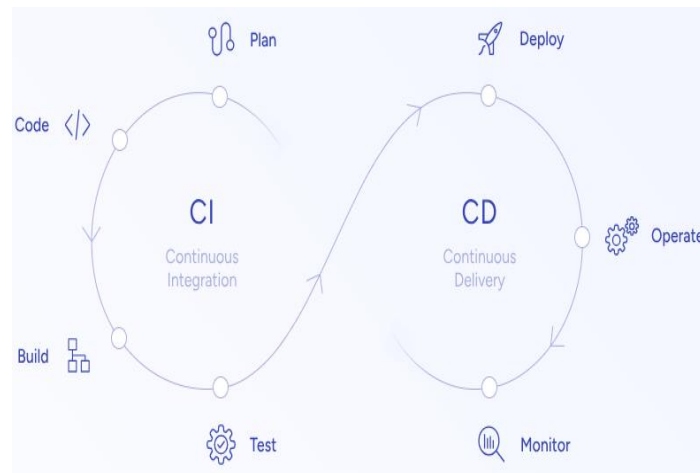 Plan
Deploy
Code
CI
Continuous
Integration
CD
Continuous
Delivery
Operate
Build
Test
Monitor